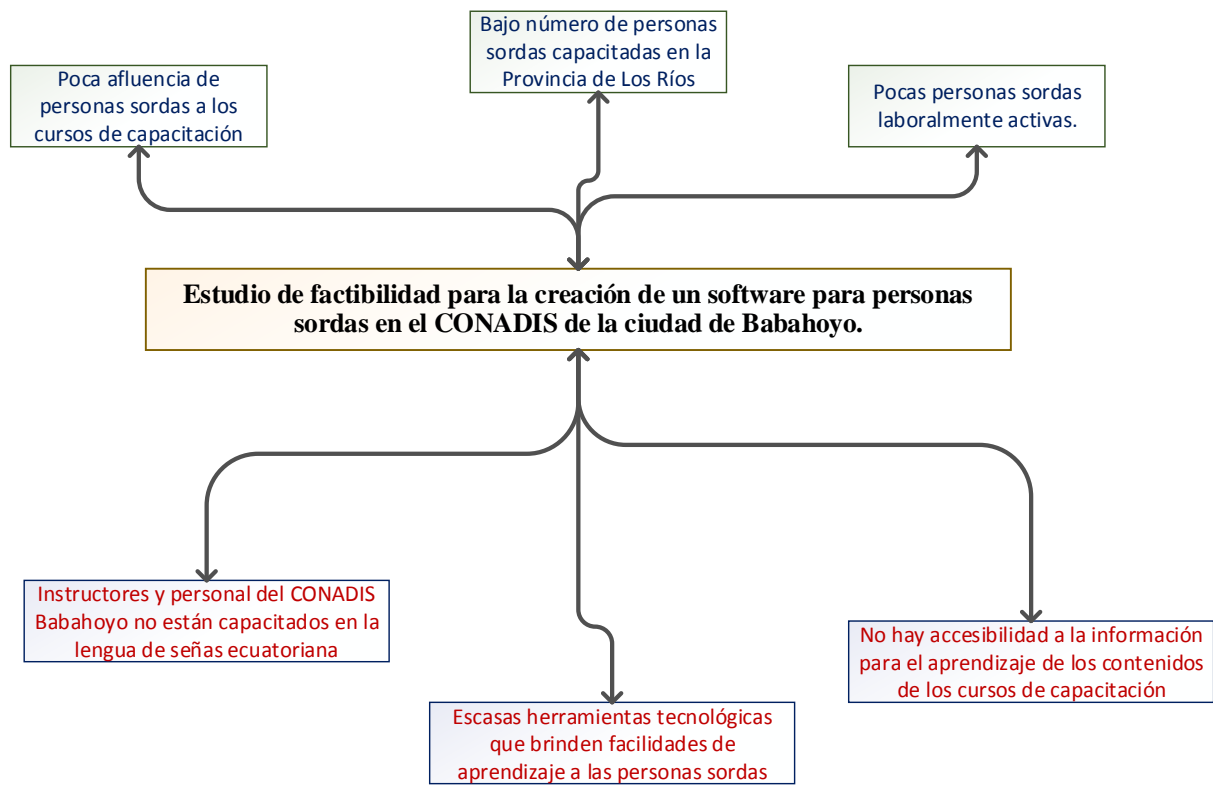 Poca afluencia de
personas sordas a los
cursos de capacitación
Bajo número de personas
sordas capacitadas en la
Provincia de Los Ríos
Pocas personas sordas
laboralmente activas.
Estudio de factibilidad para la creación de un software para personas
sordas en el CONADIS de la ciudad de Babahoyo.
Instructores y personal del CONADIS
Babahoyo no están capacitados en la
lengua de señas ecuatoriana
Escasas herramientas tecnológicas
que brinden facilidades de
aprendizaje a las personas sordas
No hay accesibilidad a la información
para el aprendizaje de los contenidos
de los cursos de capacitación